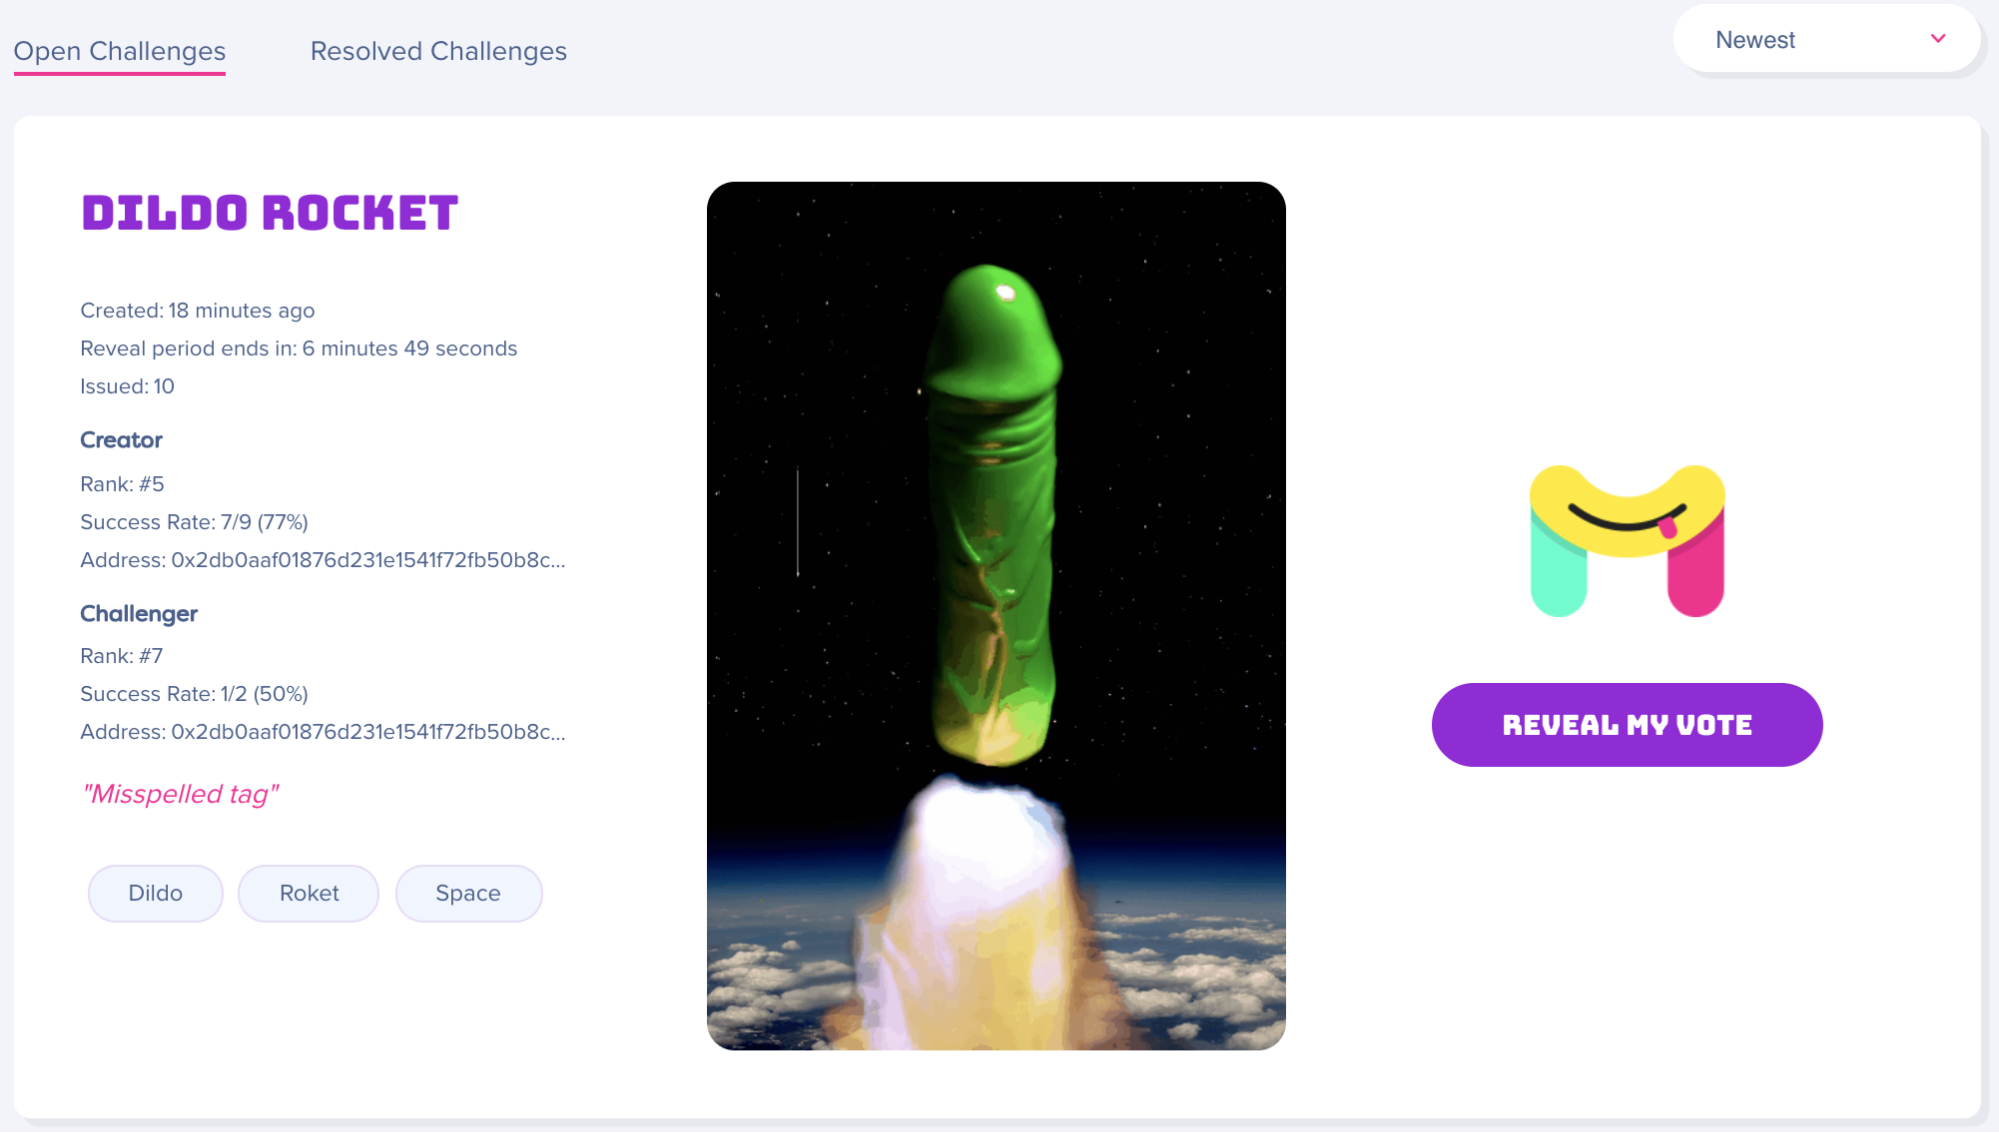 Open Challenges
Resolved Challenges
Newest
DILDO ROCKET
Created: 18 minutes ago
Reveal period ends in: 6 minutes 49 seconds
Issued: 10
Creator
Rank: #5
Success Rate: 7/9 (77%)
Address: 0x2db0aaf01876d231e1541f72fb50b8c...
Challenger
Rank: #7
Success Rate: 1/2 (50%)
Address: 0x2db0aaf01876d231e1541f72fb50b8c...
"Misspelled tag"
Dildo
Roket
Space
REVEAL MY VOTE